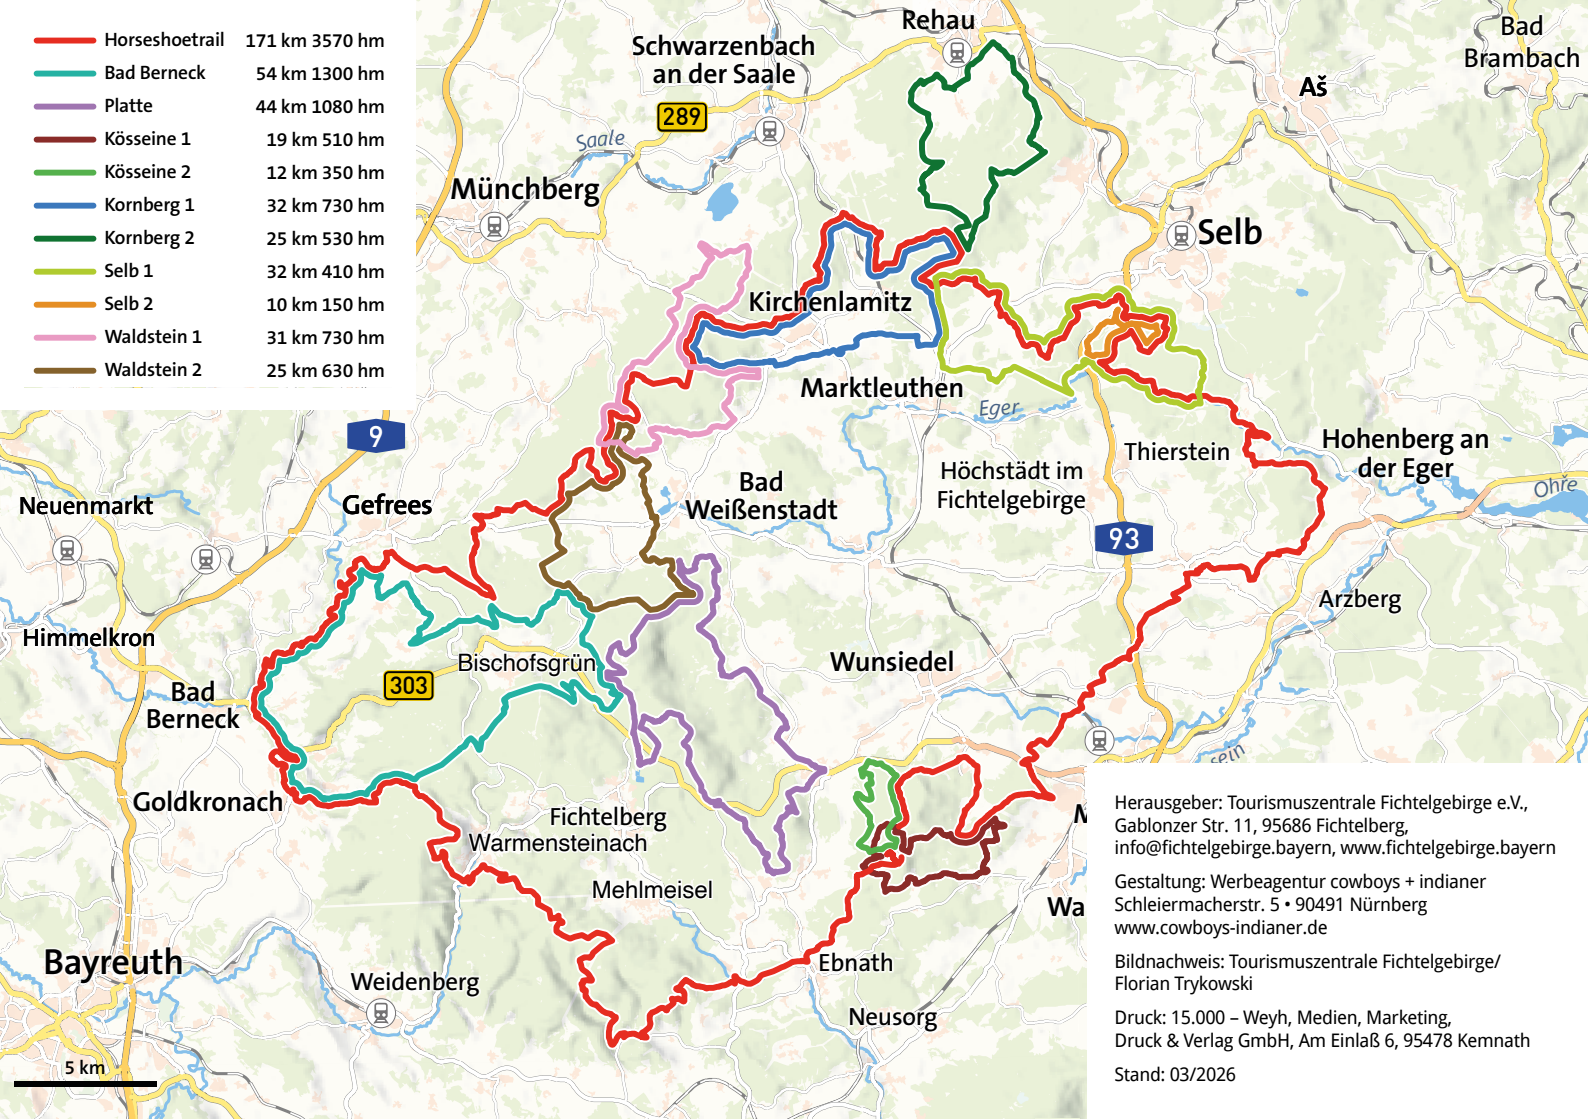 Horseshoetrail 171 km 3570 hm
Bad Berneck 54 km 1300 hm
Platte 44 km 1080 hm
Kösseine 1 19 km 510 hm
Kösseine 2 12 km 350 hm
Kornberg 1 32 km 730 hm
Kornberg 2 25 km 530 hm
Selb 1 32 km 410 hm
Selb 2 10 km 150 hm
Waldstein 1 31 km 730 hm
Waldstein 2 25 km 630 hm
Rehau
Schwarzenbach
an der Saale
Bad
Brambach
Aš
289
Saale
Münchberg
Selb
Kirchenlamitz
Marktleuthen
Eger
9
Thierstein
Hohenberg an
der Eger
Höchstädt im
Fichtelgebirge
Bad
Weißenstadt
Ohře
Neuenmarkt
Gefrees
93
Arzberg
Himmelkron
Bischofsgrün
Wunsiedel
303
Bad
Berneck
sein
Goldkronach
Fichtelberg
Warmensteinach
Mehlmeisel
M
Wa
Bayreuth
Weidenberg
Ebnath
Neusorg
5 km
Herausgeber: Tourismuszentrale Fichtelgebirge e.V.,
Gablonzer Str. 11, 95686 Fichtelberg,
info@fichtelgebirge.bayern, www.fichtelgebirge.bayern
Gestaltung: Werbeagentur cowboys + indianer
Schleiermacherstr. 5 • 90491 Nürnberg
www.cowboys-indianer.de
Bildnachweis: Tourismuszentrale Fichtelgebirge/
Florian Trykowski
Druck: 15.000 – Weyh, Medien, Marketing,
Druck & Verlag GmbH, Am Einlaß 6, 95478 Kemnath
Stand: 03/2026